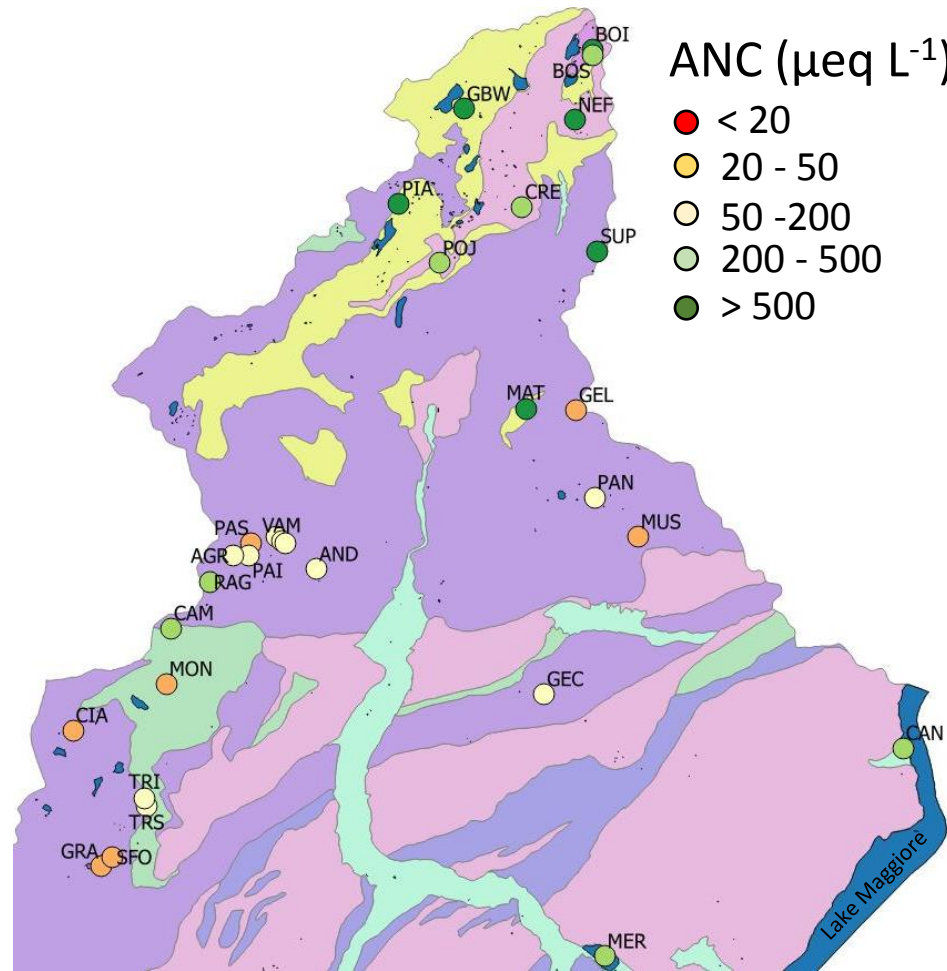 BOI
BOS
GBW
NEF
PIA
CRE
SUP
POJ
MAT
GEL
PAN
MUS
PAS
VAM
AGR
PAI
AND
RAG
CAM
MON
GEC
CIA
CAN
TRI
TRS
GRA
SFO
MER
Lake Maggiorè
ANC (µeq L⁻¹)
< 20
20 - 50
50 -200
200 - 500
> 500